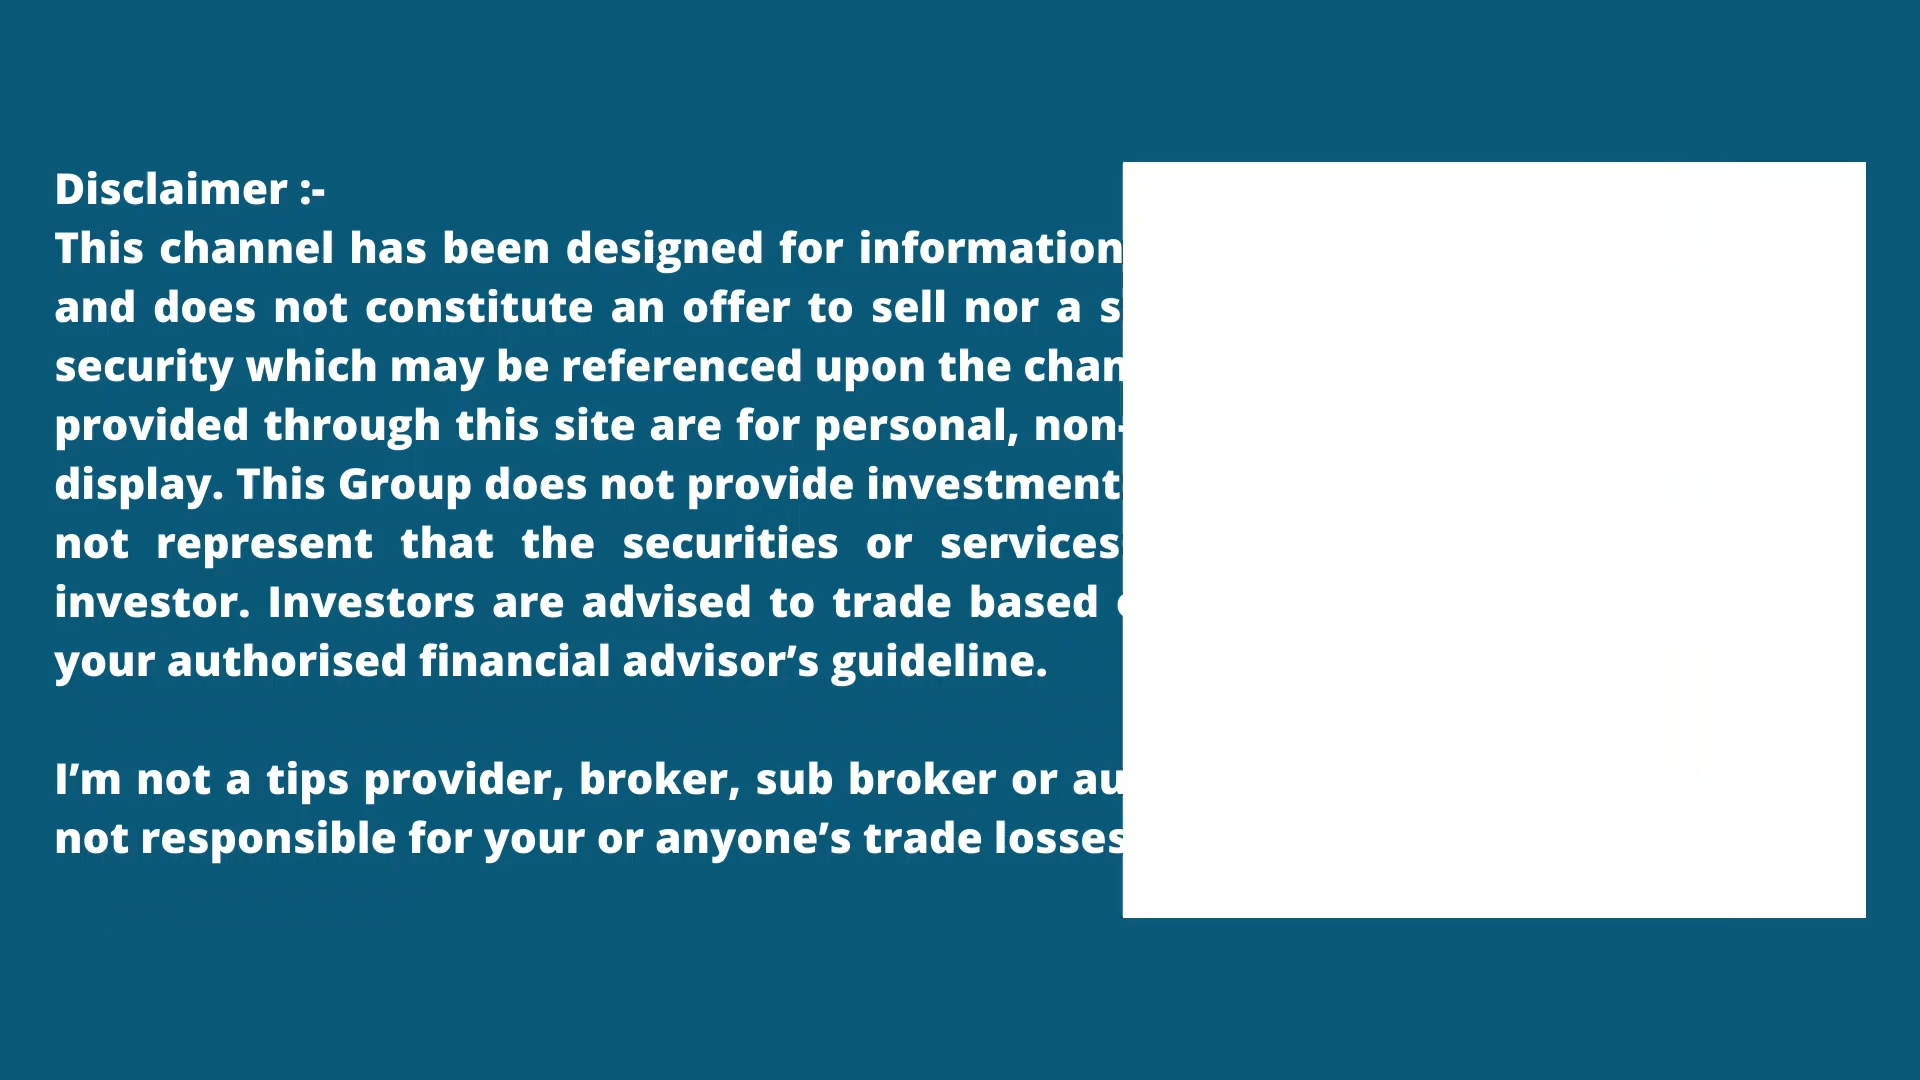 Disclaimer :-
This channel has been designed for information
and does not constitute an offer to sell nor a
security which may be referenced upon the
provided through this site are for personal,
display. This Group does not provide investment
not represent that the securities or services
investor. Investors are advised to trade based
your authorised financial advisor’s guideline.
I’m not a tips provider, broker, sub broker or
not responsible for your or anyone’s trade losses